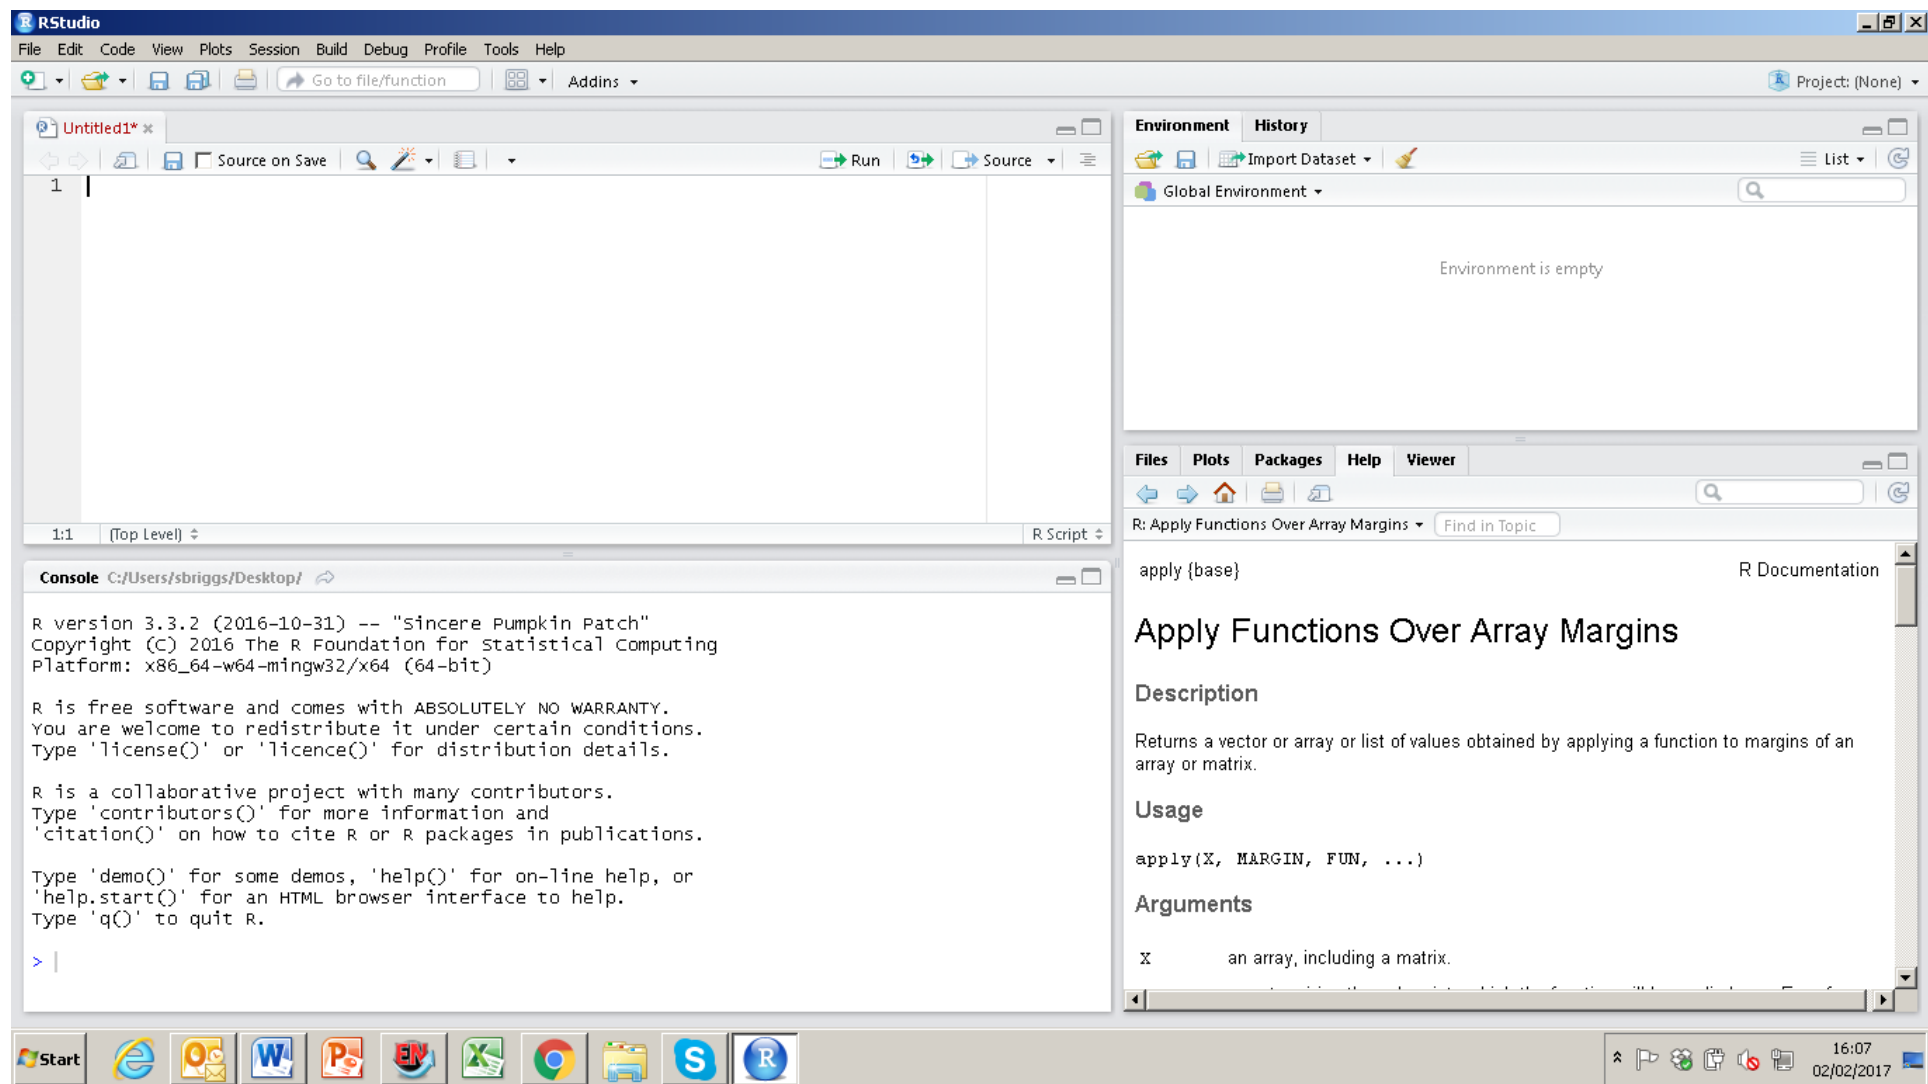 RStudio
File Edit Code View Plots Session Build Debug Profile Tools Help
Go to file/function Addins Project: (None)
Untitled1*
Source on Save Run Source
1
1:1 (Top Level) R Script
Console C:/Users/sbriggs/Desktop/
R version 3.3.2 (2016-10-31) -- "Sincere Pumpkin Patch"
Copyright (C) 2016 The R Foundation for Statistical Computing
Platform: x86_64-w64-mingw32/x64 (64-bit)
R is free software and comes with ABSOLUTELY NO WARRANTY.
You are welcome to redistribute it under certain conditions.
Type 'license()' or 'licence()' for distribution details.
R is a collaborative project with many contributors.
Type 'contributors()' for more information and
'citation()' on how to cite R or R packages in publications.
Type 'demo()' for some demos, 'help()' for on-line help, or
'help.start()' for an HTML browser interface to help.
Type 'q()' to quit R.
>
Environment History
Import Dataset List
Global Environment
Environment is empty
Files Plots Packages Help Viewer
R: Apply Functions Over Array Margins Find in Topic
apply {base} R Documentation
Apply Functions Over Array Margins
Description
Returns a vector or array or list of values obtained by applying a function to margins of an
array or matrix.
Usage
apply(X, MARGIN, FUN, ...)
Arguments
X an array, including a matrix.
Start
16:07
02/02/2017